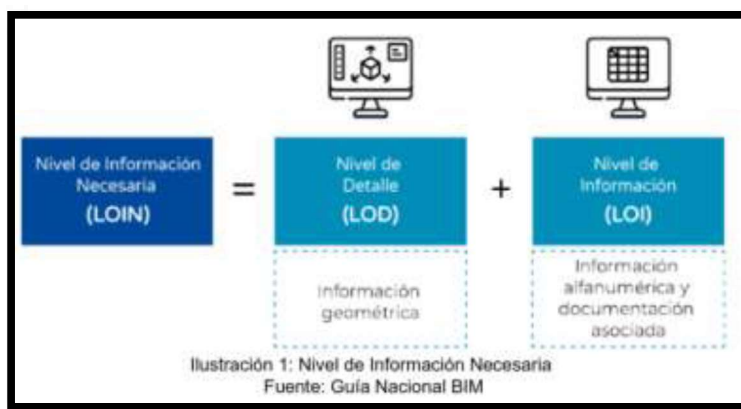 Nivel de Información
Necesaria
(LOIN)
=
Nivel de
Detalle
(LOD)
+
Nivel de
Información
(LOI)
Información
geométrica
Información
alfanumérica y
documentación
asociada
Ilustración 1: Nivel de Información Necesaria
Fuente: Guía Nacional BIM